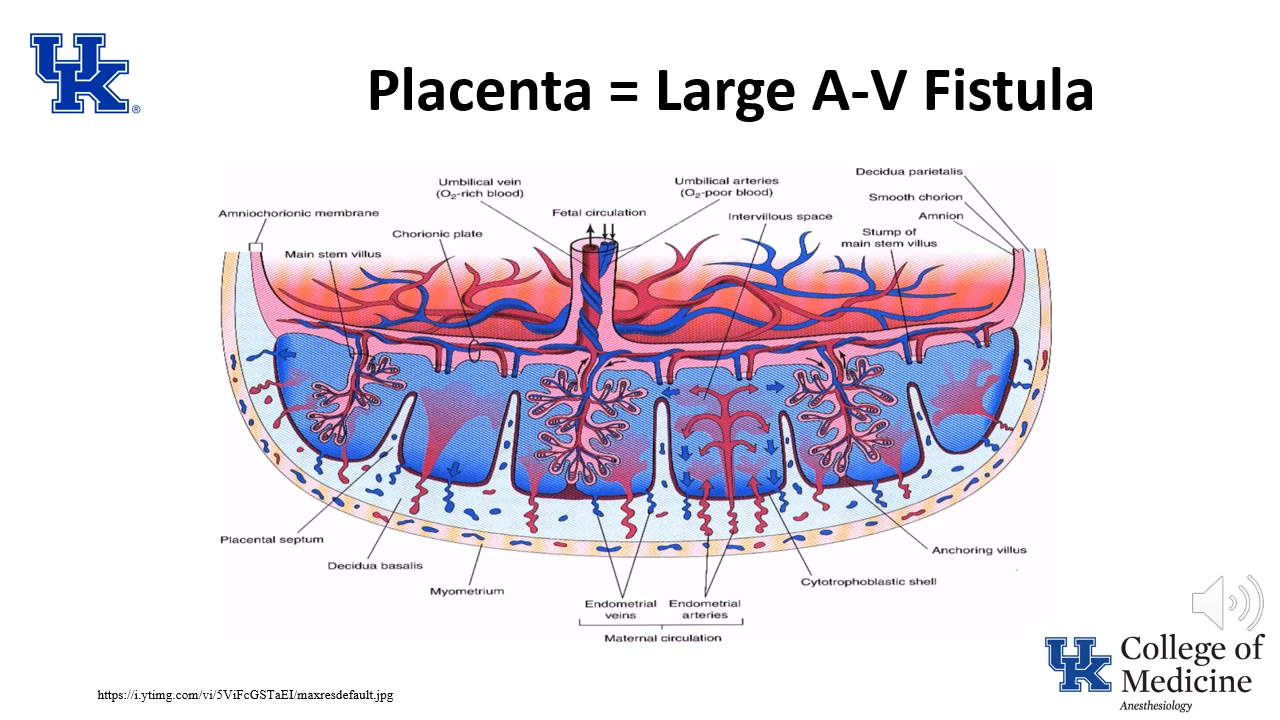 UK
®
Placenta = Large A-V Fistula
Decidua parietalis
Umbilical vein
(O2-rich blood)
Umbilical arteries
(O2-poor blood)
Smooth chorion
Amniochorionic membrane
Fetal circulation
Intervillous space
Amnion
Chorionic plate
Stump of
main stem villus
Main stem villus
Placental septum
Anchoring villus
Decidua basalis
Cytotrophoblastic shell
Myometrium
Endometrial
veins
Endometrial
arteries
Maternal circulation
UK
College of
Medicine
Anesthesiology
https://i.ytimg.com/vi/5ViFcGSTaEI/maxresdefault.jpg